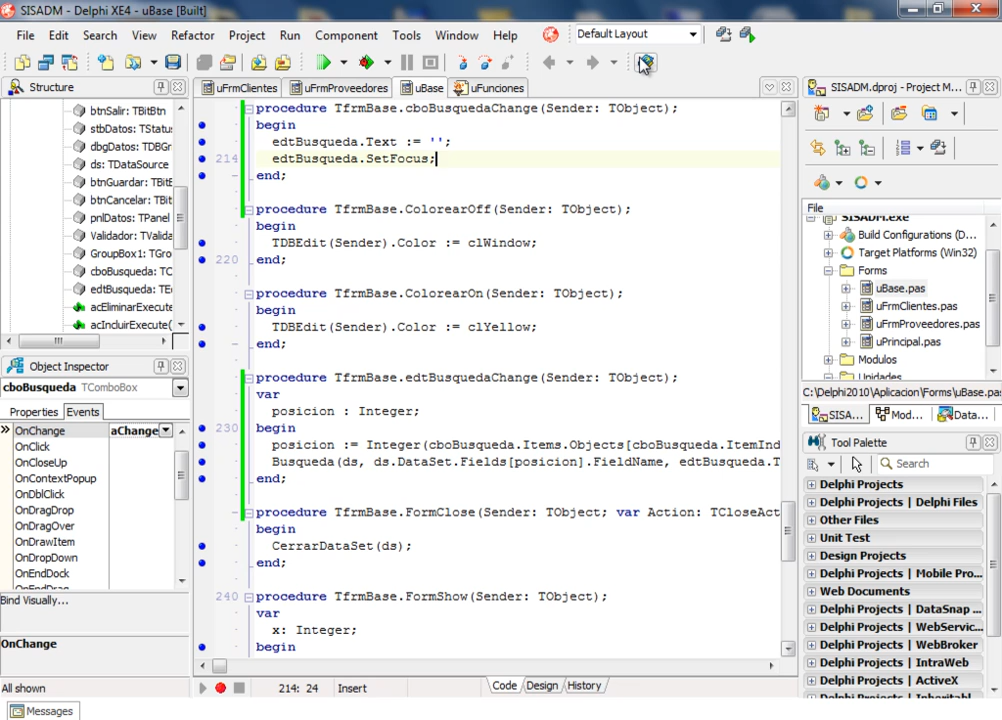 SISADM - Delphi XE4 - uBase [Built]
File Edit Search View Refactor Project Run Component Tools Window Help
Default Layout
Structure
btnSalir: TBitBtn
stbDatos: TStatu
dbgDatos: TDBGr
ds: TDataSource
btnGuardar: TBitE
btnCancelar: TBit
pnlDatos: TPanel
Validador: TValida
GroupBox1: TGro
cboBusqueda: TC
edtBusqueda: TE
acEliminarExecute
acIncluirExecute(
Object Inspector
cboBusqueda TComboBox
Properties Events
OnChange aChange
OnClick
OnCloseUp
OnContextPopup
OnDblClick
OnDragDrop
OnDragOver
OnDrawItem
OnDropDown
OnEndDock
OnEndDrag
Bind Visually...
OnChange
All shown
Messages
uFrmClientes uFrmProveedores uBase uFunciones
procedure TfrmBase.cboBusquedaChange(Sender: TObject);
begin
edtBusqueda.Text := '';
214 edtBusqueda.SetFocus;
end;
procedure TfrmBase.ColorearOff(Sender: TObject);
begin
TDBEdit(Sender).Color := clWindow;
220 end;
procedure TfrmBase.ColorearOn(Sender: TObject);
begin
TDBEdit(Sender).Color := clYellow;
end;
procedure TfrmBase.edtBusquedaChange(Sender: TObject);
var
posicion : Integer;
230 begin
posicion := Integer(cboBusqueda.Items.Objects[cboBusqueda.ItemInd
Busqueda(ds, ds.DataSet.Fields[posicion].FieldName, edtBusqueda.T
end;
procedure TfrmBase.FormClose(Sender: TObject; var Action: TCloseAct
begin
CerrarDataSet(ds);
end;
240 procedure TfrmBase.FormShow(Sender: TObject);
var
x: Integer;
begin
214: 24 Insert
Code Design History
SISADM.dproj - Project M...
File
SISADM.exe
Build Configurations (D...
Target Platforms (Win32)
Forms
uBase.pas
uFrmClientes.pas
uFrmProveedores.pas
uPrincipal.pas
Modulos
Unidades
C:\Delphi2010\Aplicacion\Forms\uBase.pas
SISA... Mod... Data...
Tool Palette
Search
Delphi Projects
Delphi Projects | Delphi Files
Other Files
Unit Test
Design Projects
Delphi Projects | Mobile Pro...
Web Documents
Delphi Projects | DataSnap ...
Delphi Projects | WebServic...
Delphi Projects | WebBroker
Delphi Projects | IntraWeb
Delphi Projects | ActiveX
Delphi Projects | Inheritabl